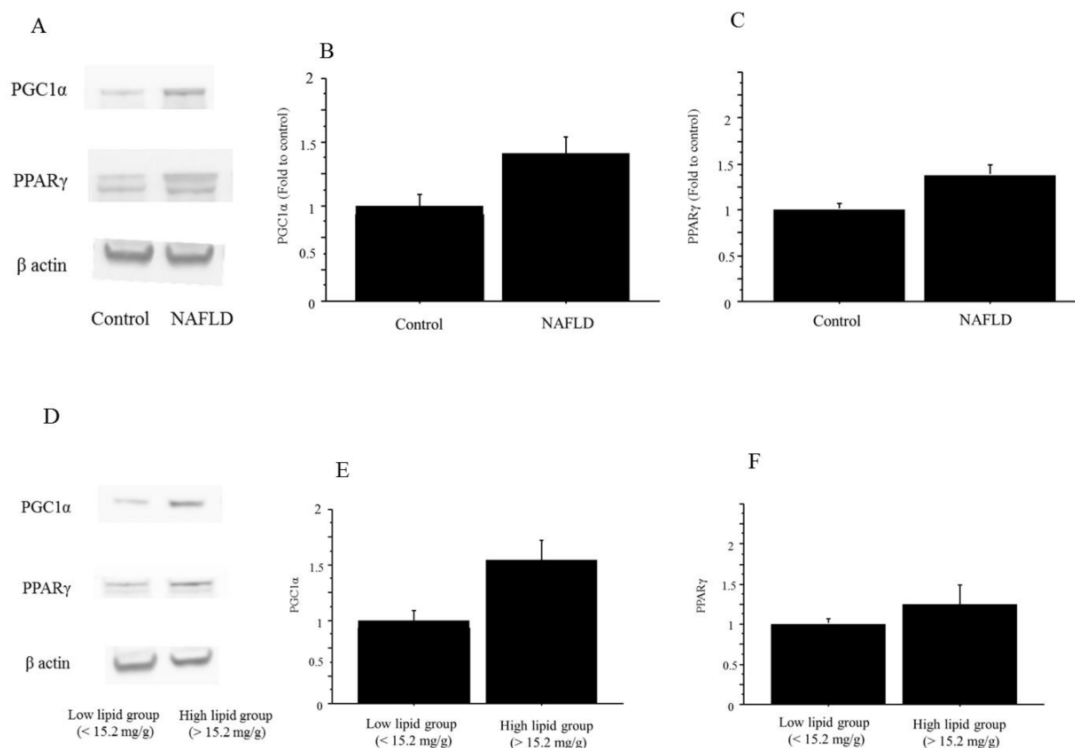 A
PGC1α
PPARγ
β actin
Control NAFLD
B
PGC1α (Fold to control)
2
1.5
1
0.5
0
Control NAFLD
C
PPARγ (Fold to control)
2
1.5
1
0.5
0
Control NAFLD
D
PGC1α
PPARγ
β actin
Low lipid group High lipid group
(< 15.2 mg/g) (> 15.2 mg/g)
E
PGC1α
2
1.5
1
0.5
0
Low lipid group High lipid group
(< 15.2 mg/g) (> 15.2 mg/g)
F
PPARγ
2
1.5
1
0.5
0
Low lipid group High lipid group
(< 15.2 mg/g) (> 15.2 mg/g)